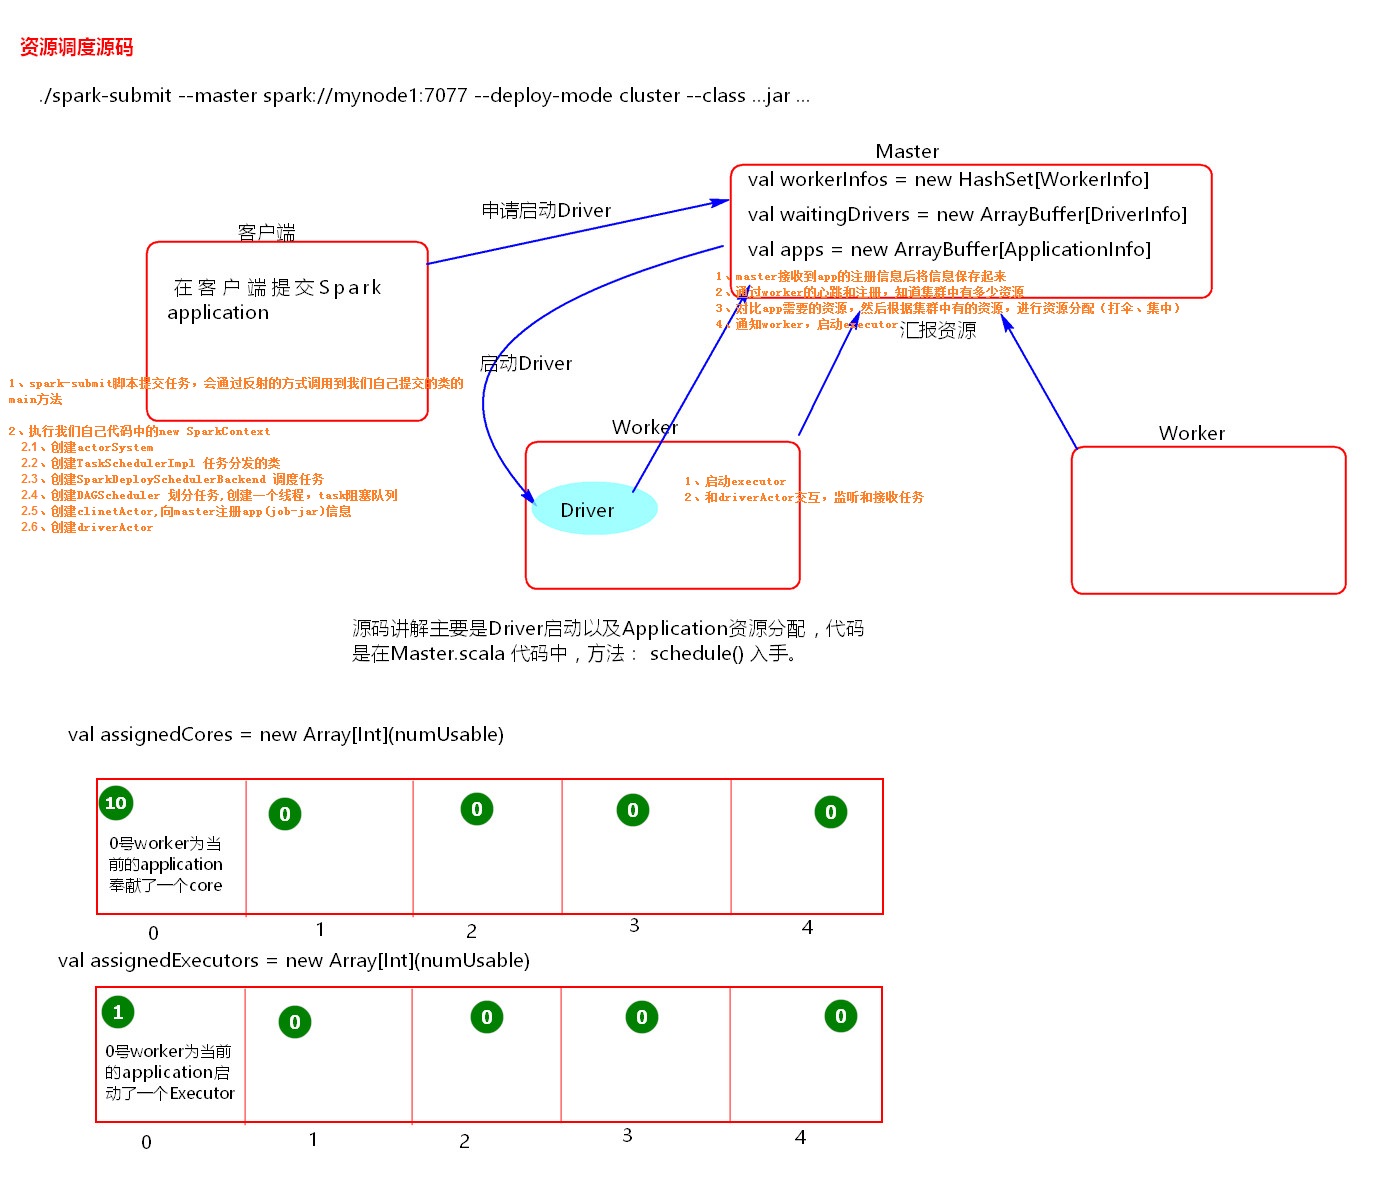 资源调度源码
./spark-submit --master spark://mynode1:7077 --deploy-mode cluster --class ...jar ...
Master
val workerInfos = new HashSet[WorkerInfo]
val waitingDrivers = new ArrayBuffer[DriverInfo]
val apps = new ArrayBuffer[ApplicationInfo]
1、master接收到app的注册信息后将信息保存起来
2、通过worker的心跳和注册，知道集群中有多少资源
3、对比app需要的资源，然后根据集群中有的资源，进行资源分配（打伞、集中）
4、通知worker，启动executor
汇报资源
申请启动Driver
客户端
在客户端提交Spark
application
启动Driver
1、spark-submit脚本提交任务，会通过反射的方式调用到我们自己提交的类的
main方法
2、执行我们自己代码中的new SparkContext
2.1、创建actorSystem
2.2、创建TaskSchedulerImpl 任务分发的类
2.3、创建SparkDeploySchedulerBackend 调度任务
2.4、创建DAGScheduler 划分任务,创建一个线程，task阻塞队列
2.5、创建clinetActor,向master注册app(job-jar)信息
2.6、创建driverActor
Worker
1、启动executor
2、和driverActor交互，监听和接收任务
Driver
Worker
源码讲解主要是Driver启动以及Application资源分配，代码
是在Master.scala 代码中，方法： schedule() 入手。
val assignedCores = new Array[Int](numUsable)
10
0
0
0
0
0号worker为当
前的application
奉献了一个core
0
1
2
3
4
val assignedExecutors = new Array[Int](numUsable)
1
0
0
0
0
0号worker为当前
的application启
动了一个Executor
0
1
2
3
4